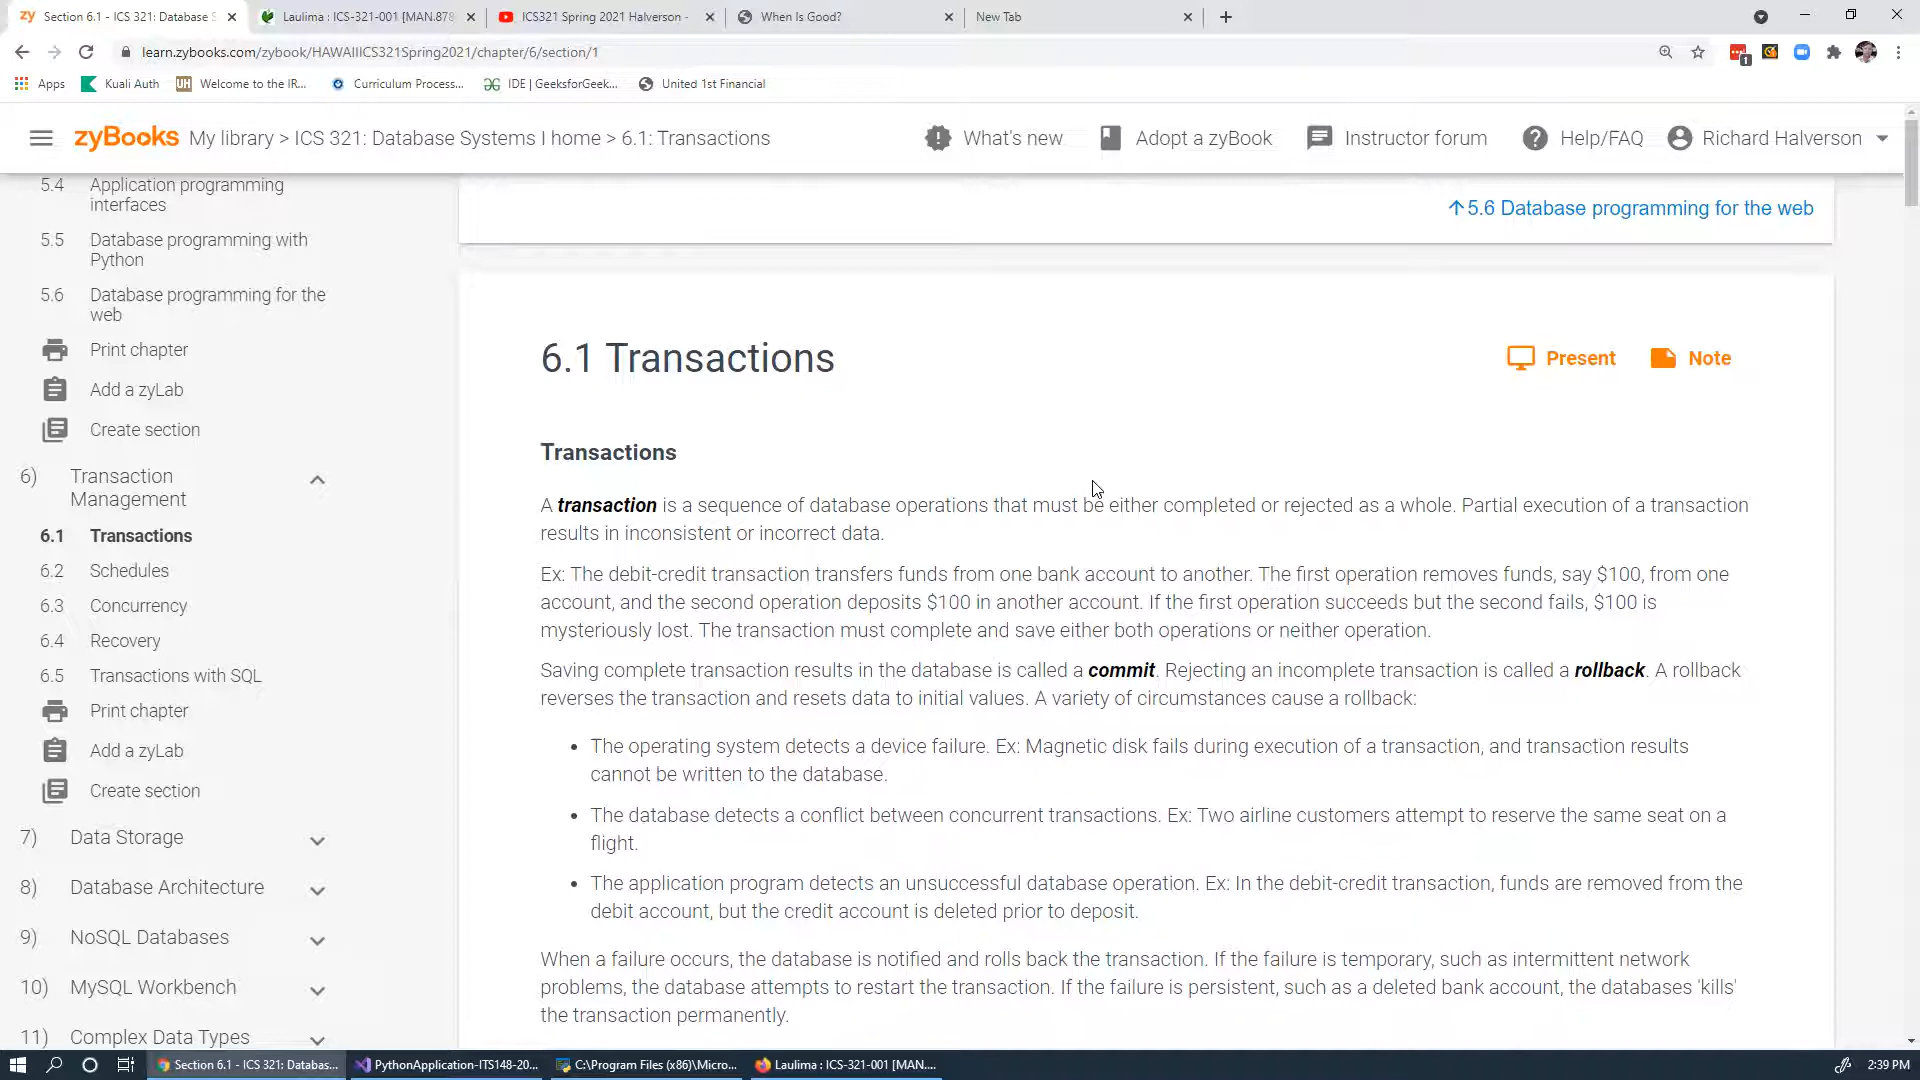 Section 6.1 - ICS 321: Database S
Laulima : ICS-321-001 [MAN.878
ICS321 Spring 2021 Halverson -
When Is Good?
New Tab
learn.zybooks.com/zybook/HAWAIIICS321Spring2021/chapter/6/section/1
1
Apps
Kuali Auth
UH
Welcome to the IR...
Curriculum Process...
IDE | GeeksforGeek...
United 1st Financial
zyBooks
My library > ICS 321: Database Systems I home > 6.1: Transactions
What's new
Adopt a zyBook
Instructor forum
Help/FAQ
Richard Halverson
5.4 Application programming
interfaces
5.5 Database programming with
Python
5.6 Database programming for the
web
Print chapter
Add a zyLab
Create section
6) Transaction
Management
6.1 Transactions
6.2 Schedules
6.3 Concurrency
6.4 Recovery
6.5 Transactions with SQL
Print chapter
Add a zyLab
Create section
7) Data Storage
8) Database Architecture
9) NoSQL Databases
10) MySQL Workbench
11) Complex Data Types
↑5.6 Database programming for the web
6.1 Transactions
Present
Note
Transactions
A transaction is a sequence of database operations that must be either completed or rejected as a whole. Partial execution of a transaction
results in inconsistent or incorrect data.
Ex: The debit-credit transaction transfers funds from one bank account to another. The first operation removes funds, say $100, from one
account, and the second operation deposits $100 in another account. If the first operation succeeds but the second fails, $100 is
mysteriously lost. The transaction must complete and save either both operations or neither operation.
Saving complete transaction results in the database is called a commit. Rejecting an incomplete transaction is called a rollback. A rollback
reverses the transaction and resets data to initial values. A variety of circumstances cause a rollback:
• The operating system detects a device failure. Ex: Magnetic disk fails during execution of a transaction, and transaction results
cannot be written to the database.
• The database detects a conflict between concurrent transactions. Ex: Two airline customers attempt to reserve the same seat on a
flight.
• The application program detects an unsuccessful database operation. Ex: In the debit-credit transaction, funds are removed from the
debit account, but the credit account is deleted prior to deposit.
When a failure occurs, the database is notified and rolls back the transaction. If the failure is temporary, such as intermittent network
problems, the database attempts to restart the transaction. If the failure is persistent, such as a deleted bank account, the databases 'kills'
the transaction permanently.
Section 6.1 - ICS 321: Databas...
PythonApplication-ITS148-20...
C:\Program Files (x86)\Micro...
Laulima : ICS-321-001 [MAN....
2:39 PM